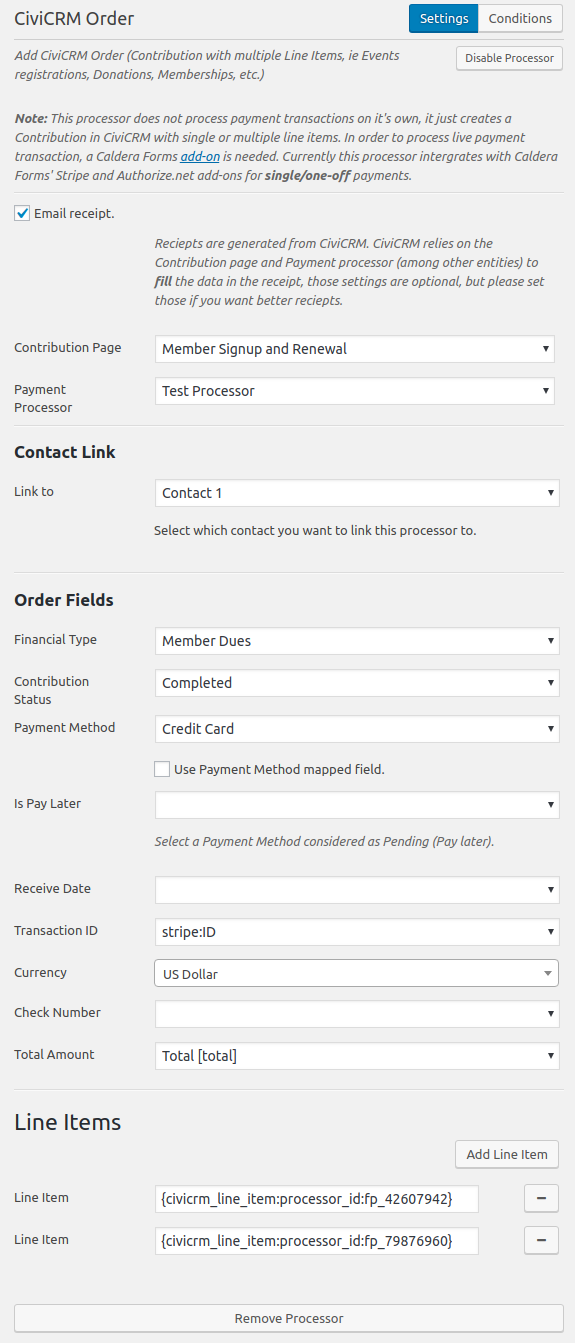 CiviCRM Order
Settings
Conditions
Add CiviCRM Order (Contribution with multiple Line Items, ie Events
registrations, Donations, Memberships, etc.)
Disable Processor
Note: This processor does not process payment transactions on it's own, it just creates a
Contribution in CiviCRM with single or multiple line items. In order to process live payment
transaction, a Caldera Forms add-on is needed. Currently this processor intergrates with Caldera
Forms' Stripe and Authorize.net add-ons for single/one-off payments.
Email receipt.
Reciepts are generated from CiviCRM. CiviCRM relies on the
Contribution page and Payment processor (among other entities) to
fill the data in the receipt, those settings are optional, but please set
those if you want better reciepts.
Contribution Page
Member Signup and Renewal
Payment
Processor
Test Processor
Contact Link
Link to
Contact 1
Select which contact you want to link this processor to.
Order Fields
Financial Type
Member Dues
Contribution
Status
Completed
Payment Method
Credit Card
Use Payment Method mapped field.
Is Pay Later
Select a Payment Method considered as Pending (Pay later).
Receive Date
Transaction ID
stripe:ID
Currency
US Dollar
Check Number
Total Amount
Total [total]
Line Items
Add Line Item
Line Item
{civicrm_line_item:processor_id:fp_42607942}
Line Item
{civicrm_line_item:processor_id:fp_79876960}
Remove Processor